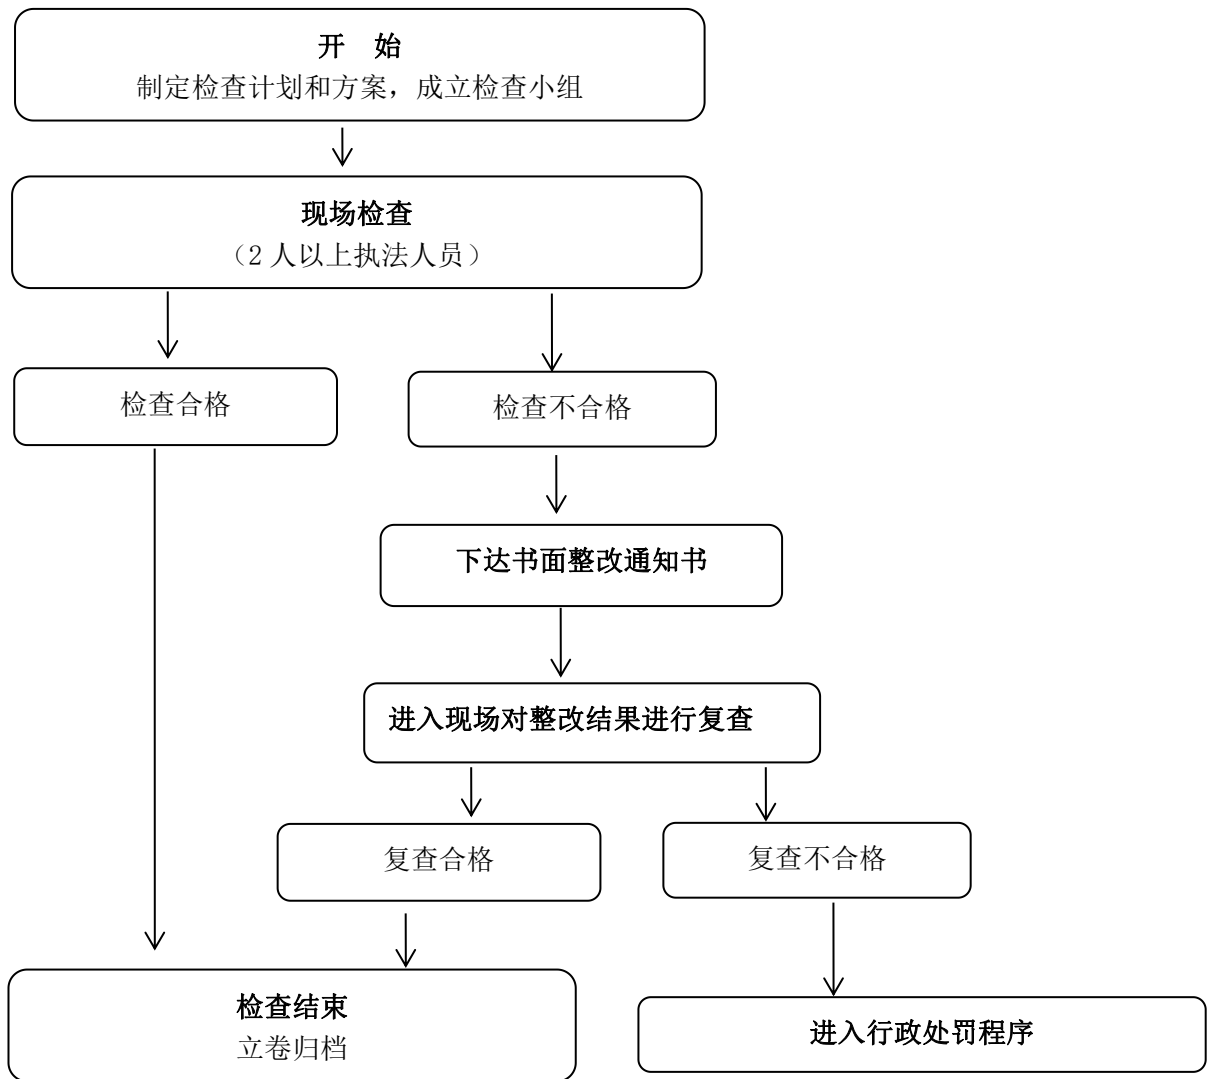 开 始
制定检查计划和方案，成立检查小组
现场检查
（2 人以上执法人员）
检查合格
检查不合格
下达书面整改通知书
进入现场对整改结果进行复查
复查合格
复查不合格
检查结束
立卷归档
进入行政处罚程序